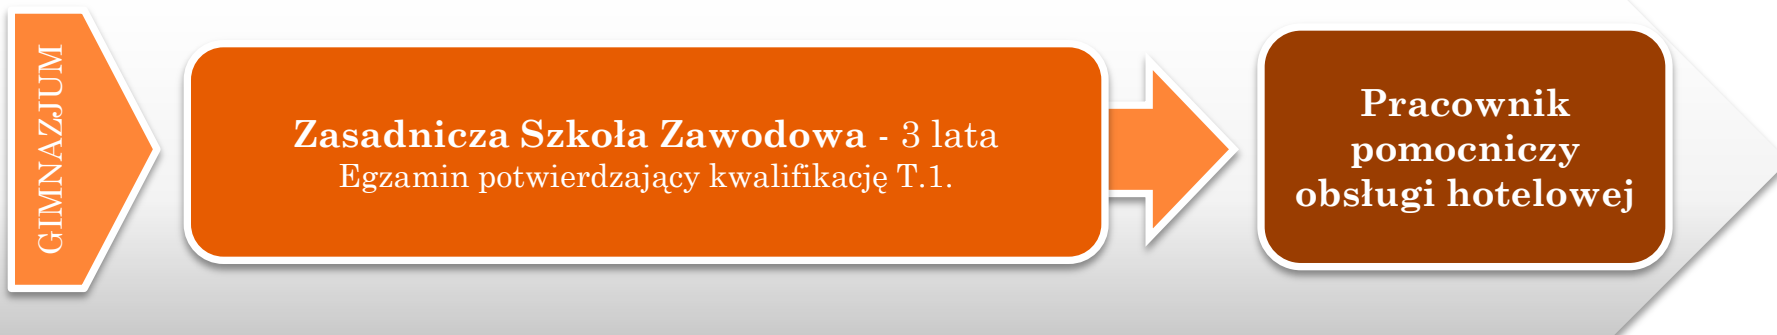 GIMNAZJUM
Zasadnicza Szkoła Zawodowa - 3 lata
Egzamin potwierdzający kwalifikację T.1.
Pracownik
pomocniczy
obsługi hotelowej